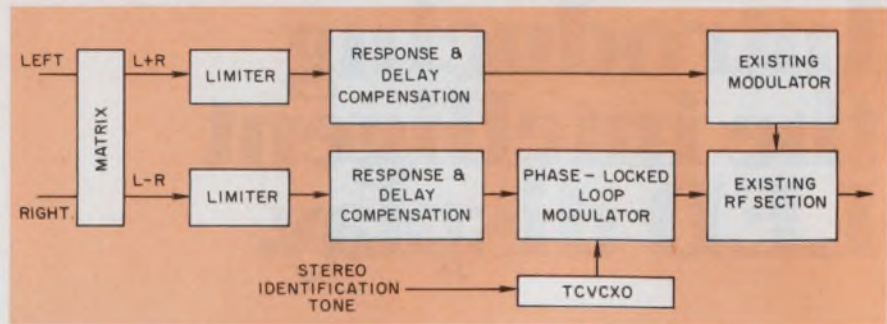 LEFT
L+R
LIMITER
RESPONSE &
DELAY
COMPENSATION
EXISTING
MODULATOR
MATRIX
RIGHT.
L-R
LIMITER
RESPONSE &
DELAY
COMPENSATION
PHASE - LOCKED
LOOP
MODULATOR
EXISTING
RF SECTION
STEREO
IDENTIFICATION
TONE
TCVCXO